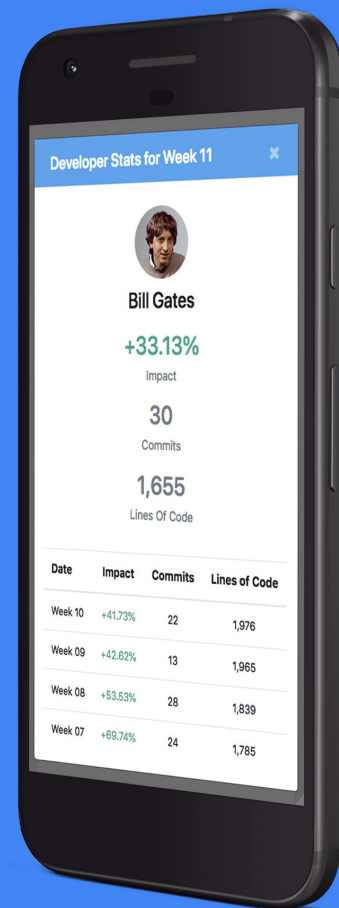 Developer Stats for Week 11 ×
Bill Gates
+33.13%
Impact
30
Commits
1,655
Lines Of Code
Date Impact Commits Lines of Code
Week 10 +41.73% 22 1,976
Week 09 +42.62% 13 1,965
Week 08 +53.53% 28 1,839
Week 07 +69.74% 24 1,785